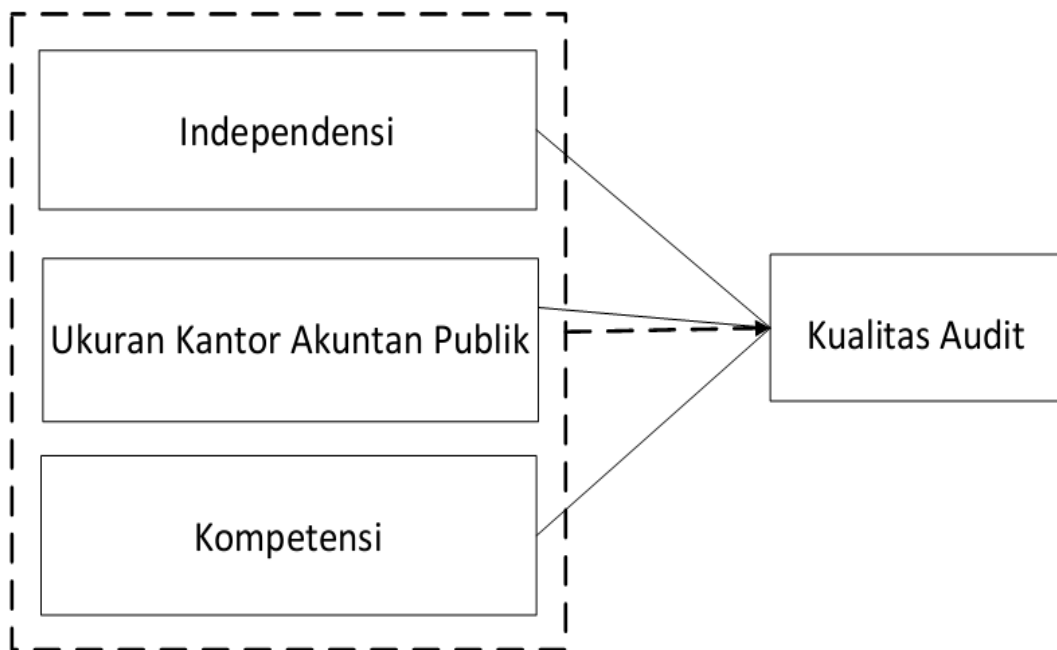 Independensi
Ukuran Kantor Akuntan Publik
Kualitas Audit
Kompetensi